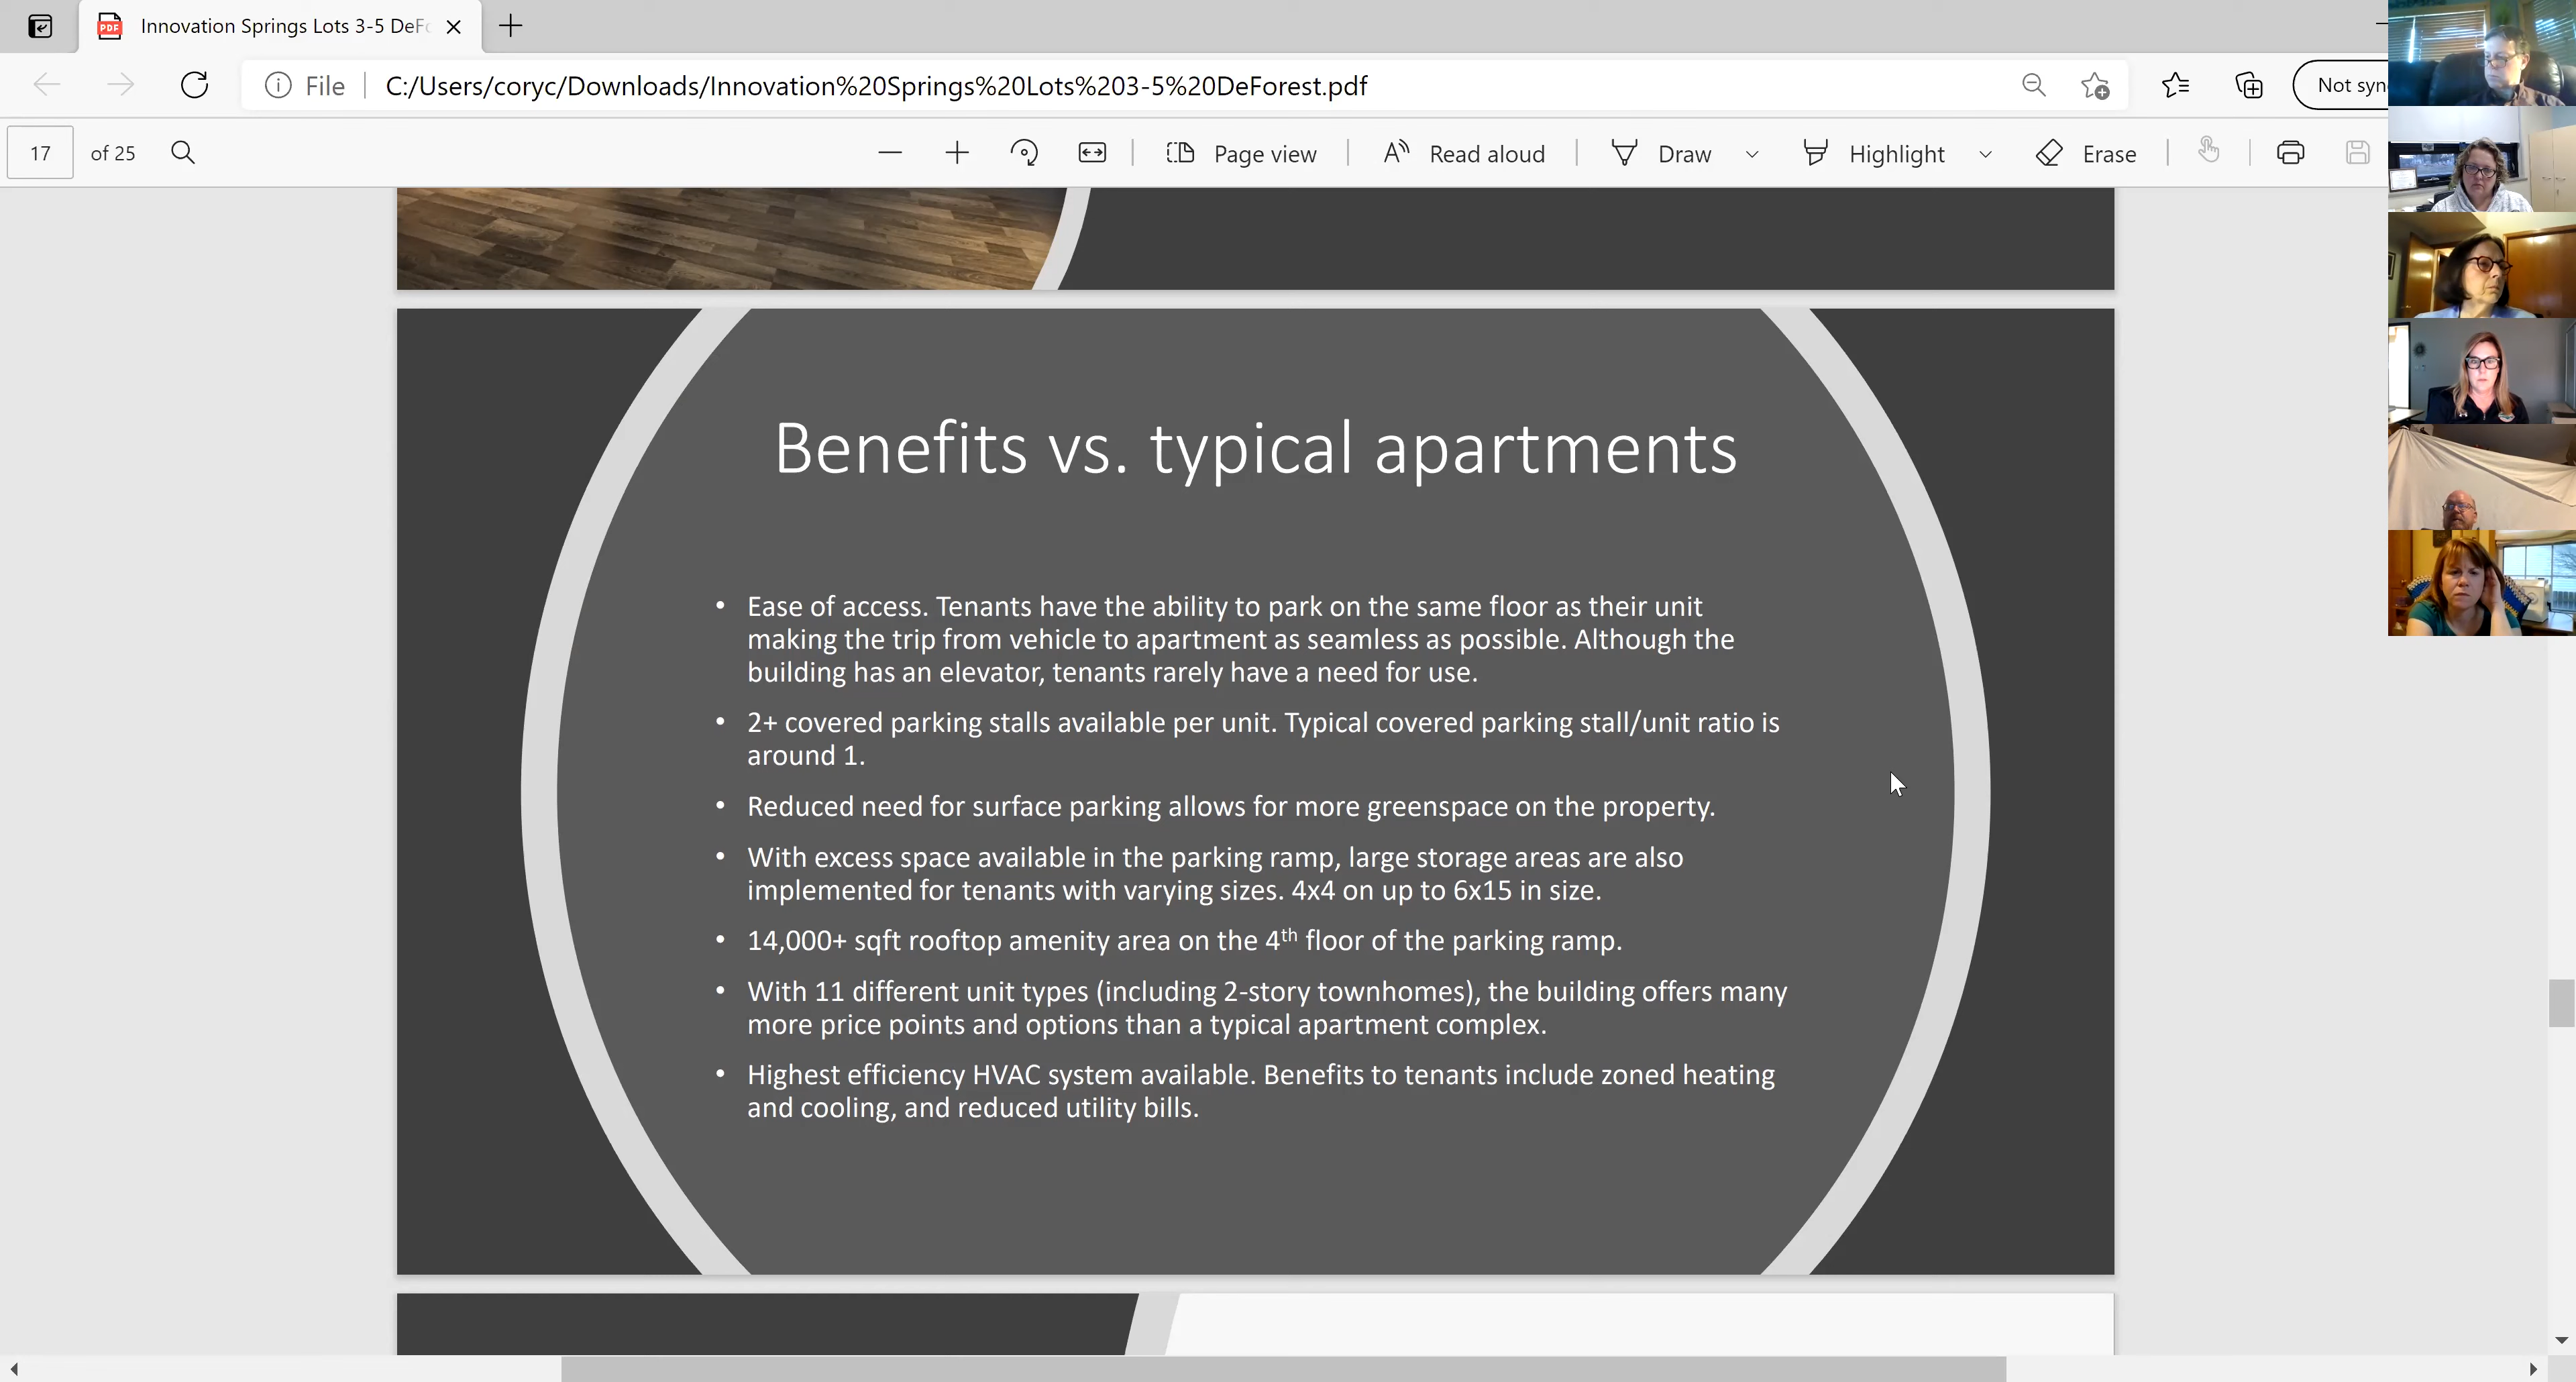 Innovation Springs Lots 3-5 DeFo
File
C:/Users/coryc/Downloads/Innovation%20Springs%20Lots%203-5%20DeForest.pdf
Not syn
17 of 25
Page view
Read aloud
Draw
Highlight
Erase
Benefits vs. typical apartments
• Ease of access. Tenants have the ability to park on the same floor as their unit
making the trip from vehicle to apartment as seamless as possible. Although the
building has an elevator, tenants rarely have a need for use.
• 2+ covered parking stalls available per unit. Typical covered parking stall/unit ratio is
around 1.
• Reduced need for surface parking allows for more greenspace on the property.
• With excess space available in the parking ramp, large storage areas are also
implemented for tenants with varying sizes. 4x4 on up to 6x15 in size.
• 14,000+ sqft rooftop amenity area on the 4th floor of the parking ramp.
• With 11 different unit types (including 2-story townhomes), the building offers many
more price points and options than a typical apartment complex.
• Highest efficiency HVAC system available. Benefits to tenants include zoned heating
and cooling, and reduced utility bills.